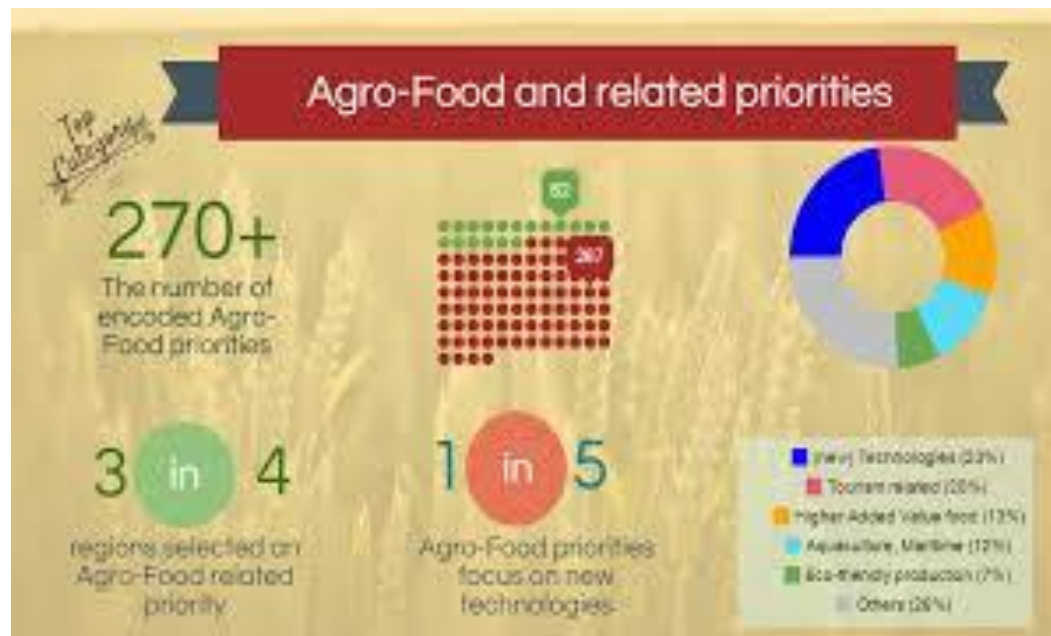 Agro-Food and related priorities
Top
Categories
270+
The number of
encoded Agro-
Food priorities
62
267
3 in 4
regions selected an
Agro-Food related
priority
1 in 5
Agro-Food priorities
focus on new
technologies
(new) Technologies (23%)
Tourism related (20%)
Higher Added Value food (13%)
Aquaculture, Maritime (12%)
Eco-friendly production (7%)
Others (26%)